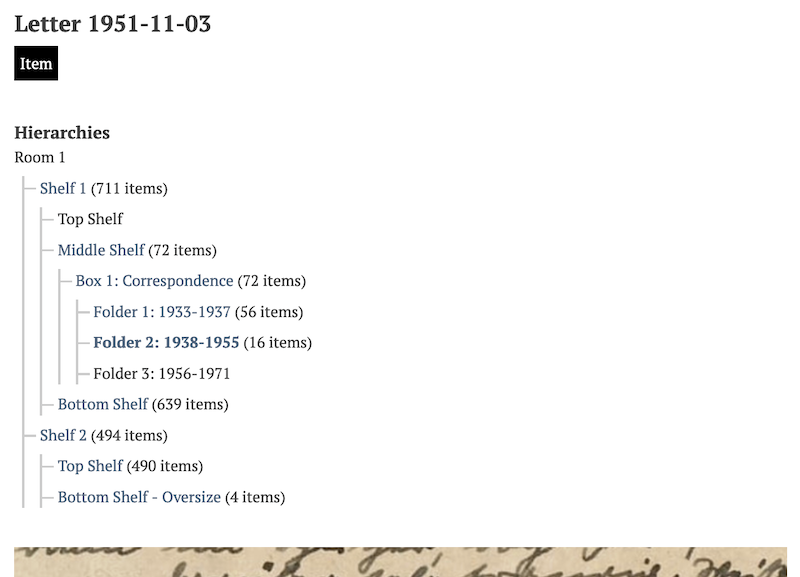 Letter 1951-11-03
Item
Hierarchies
Room 1
Shelf 1 (711 items)
Top Shelf
Middle Shelf (72 items)
Box 1: Correspondence (72 items)
Folder 1: 1933-1937 (56 items)
Folder 2: 1938-1955 (16 items)
Folder 3: 1956-1971
Bottom Shelf (639 items)
Shelf 2 (494 items)
Top Shelf (490 items)
Bottom Shelf - Oversize (4 items)